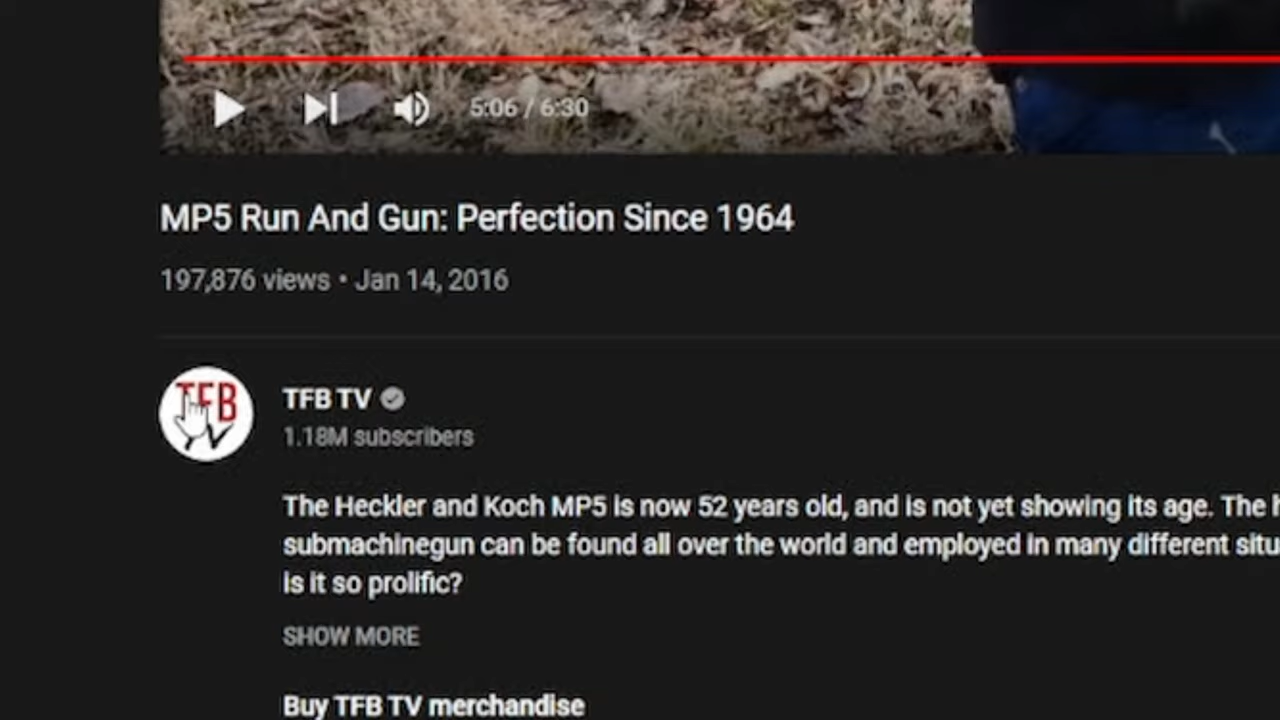 5:06 / 6:30
MP5 Run And Gun: Perfection Since 1964
197,876 views • Jan 14, 2016
TFB
TV
TFB TV
1.18M subscribers
The Heckler and Koch MP5 is now 52 years old, and is not yet showing its age. The
submachinegun can be found all over the world and employed in many different
is it so prolific?
SHOW MORE
Buy TFB TV merchandise